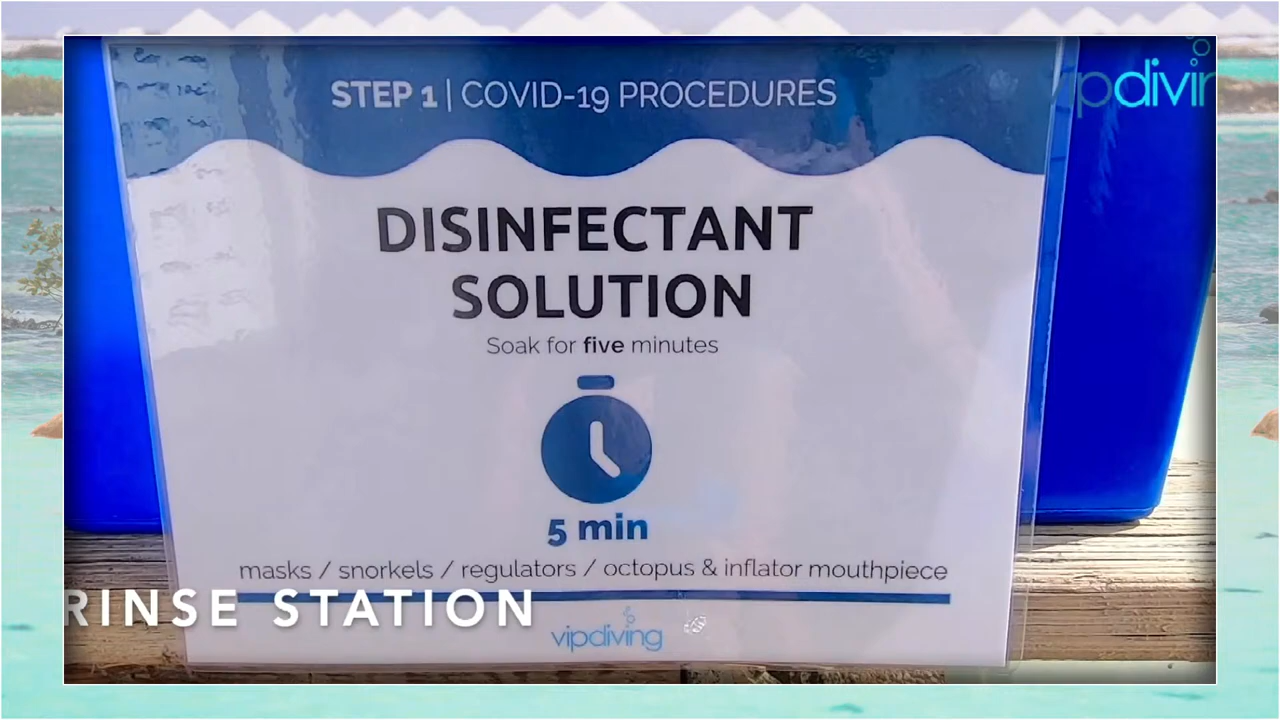 STEP 1 | COVID-19 PROCEDURES
pdivin
DISINFECTANT
SOLUTION
Soak for five minutes
5 min
masks / snorkels / regulators / octopus & inflator mouthpiece
RINSE STATION
vipdiving